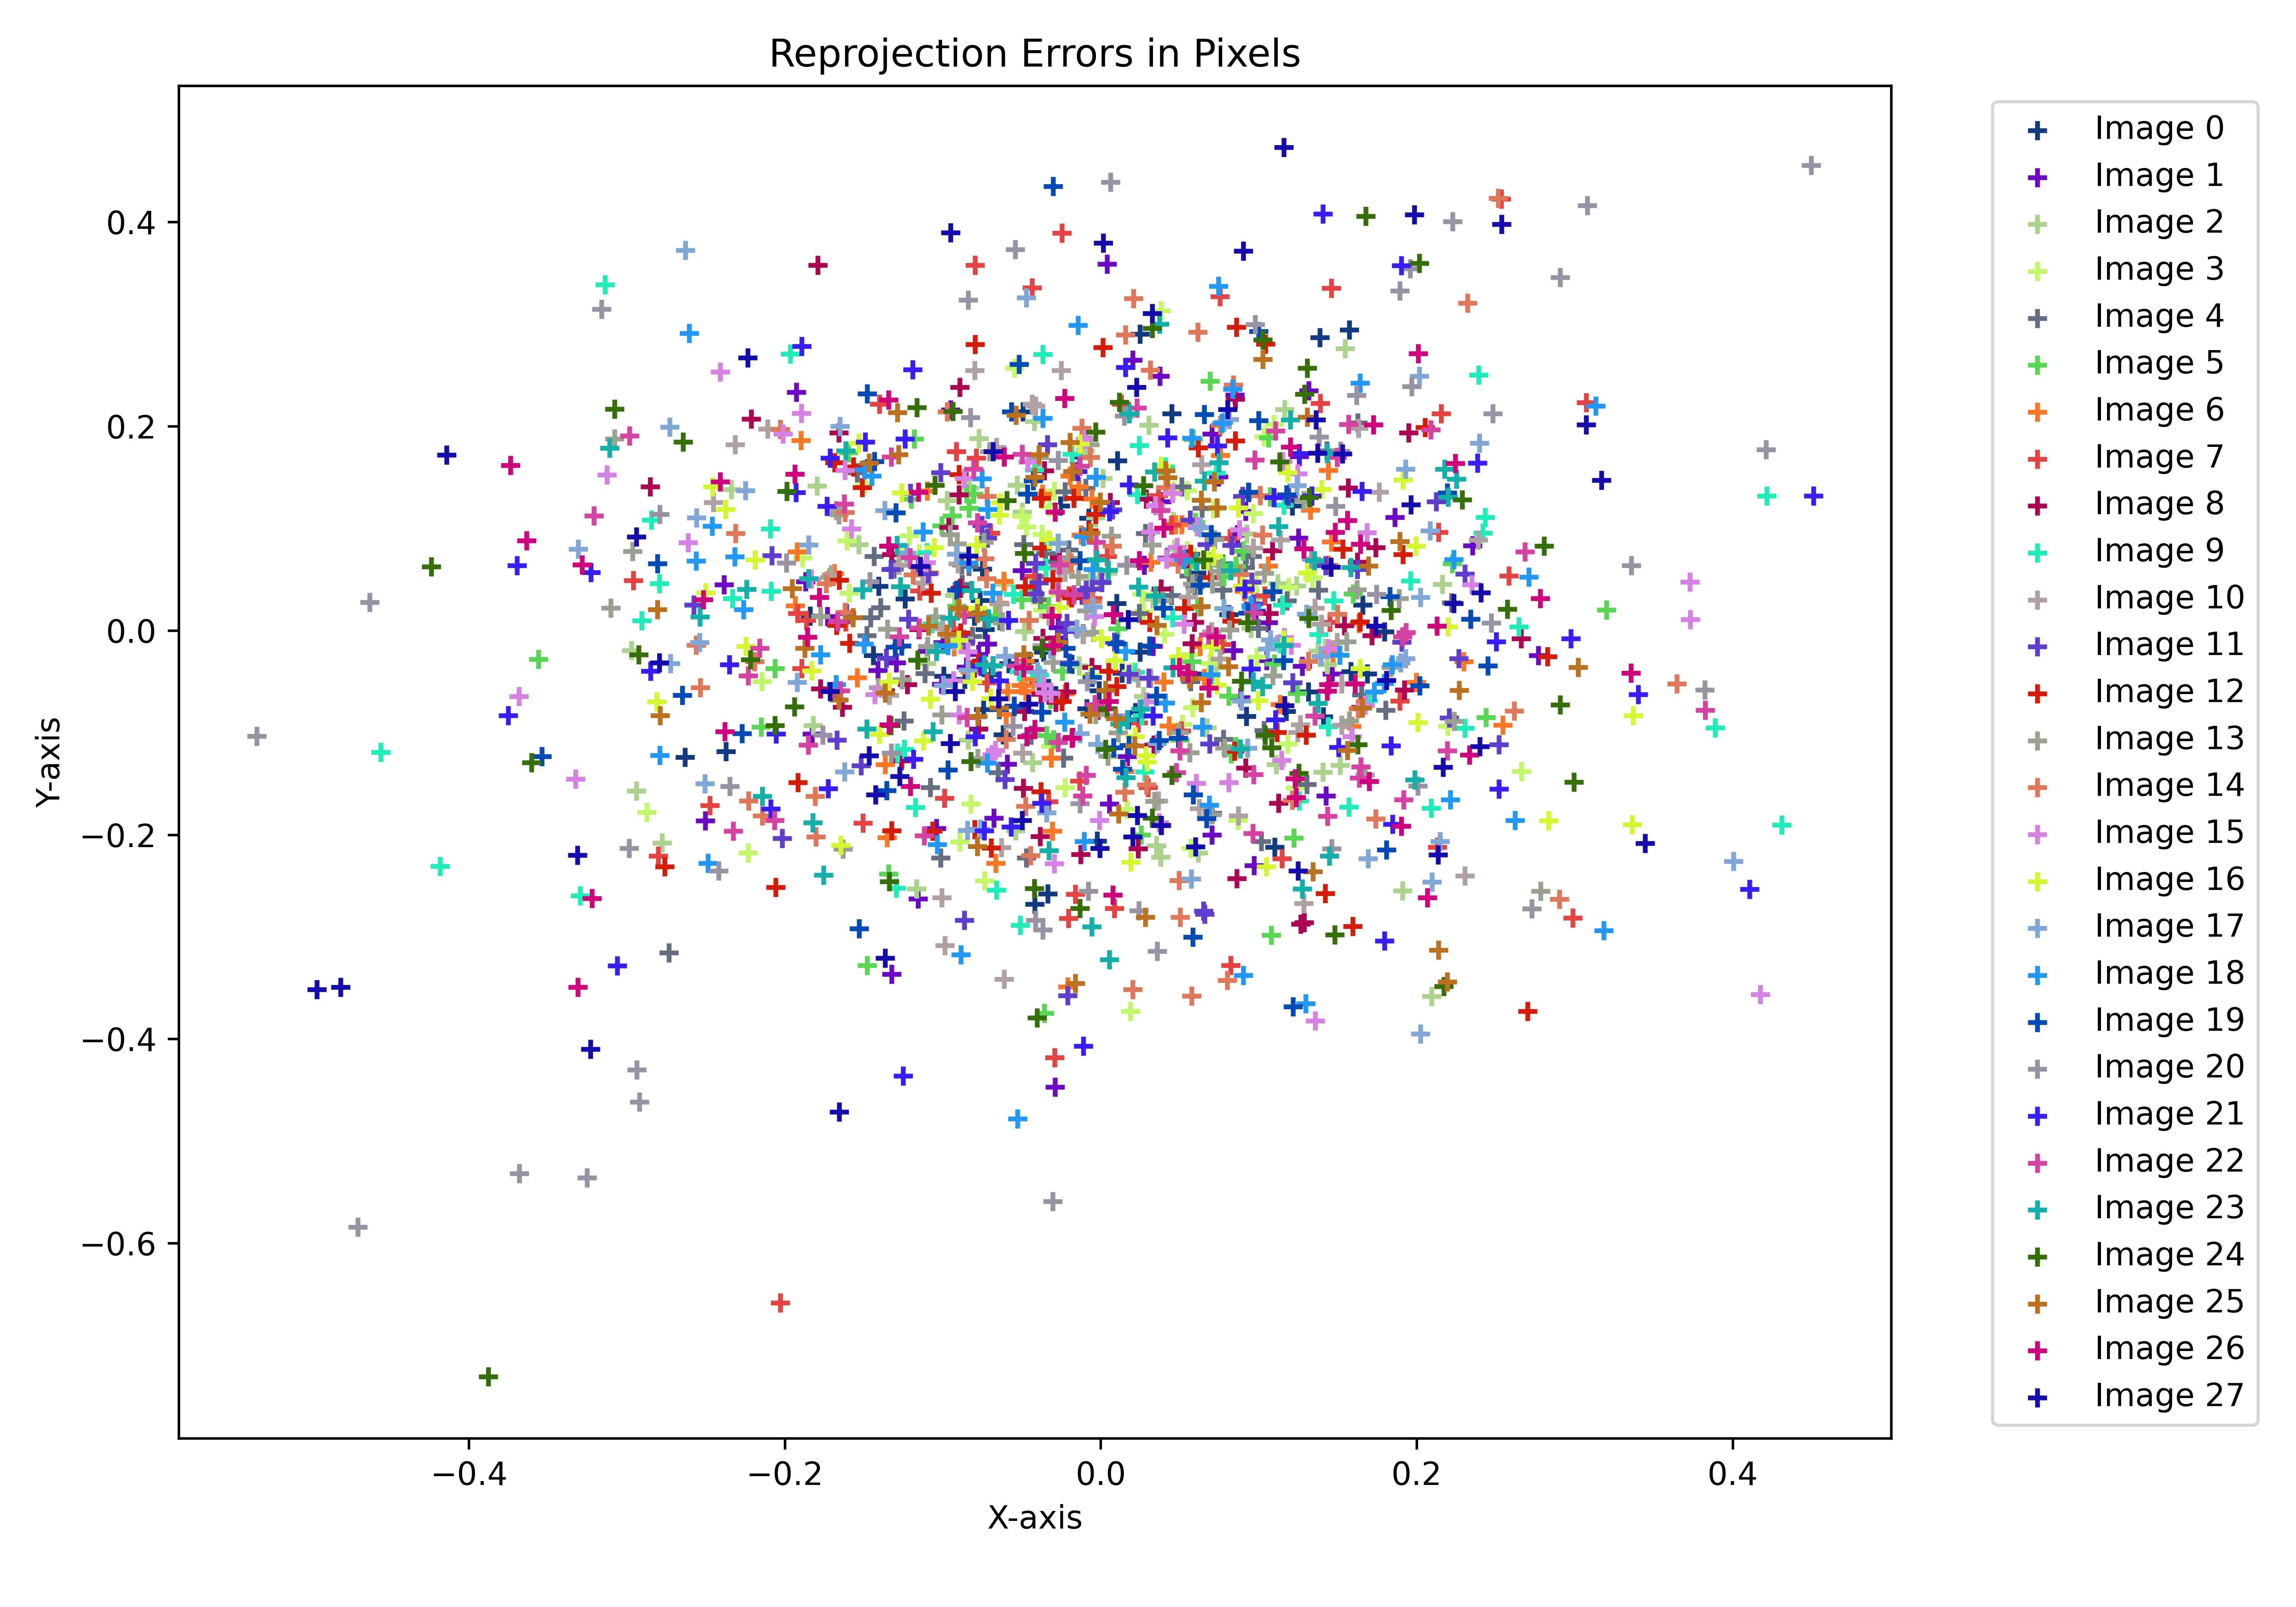 Reprojection Errors in Pixels
Y-axis
0.4
0.2
0.0
−0.2
−0.4
−0.6
−0.4
−0.2
0.0
0.2
0.4
X-axis
Image 0
Image 1
Image 2
Image 3
Image 4
Image 5
Image 6
Image 7
Image 8
Image 9
Image 10
Image 11
Image 12
Image 13
Image 14
Image 15
Image 16
Image 17
Image 18
Image 19
Image 20
Image 21
Image 22
Image 23
Image 24
Image 25
Image 26
Image 27